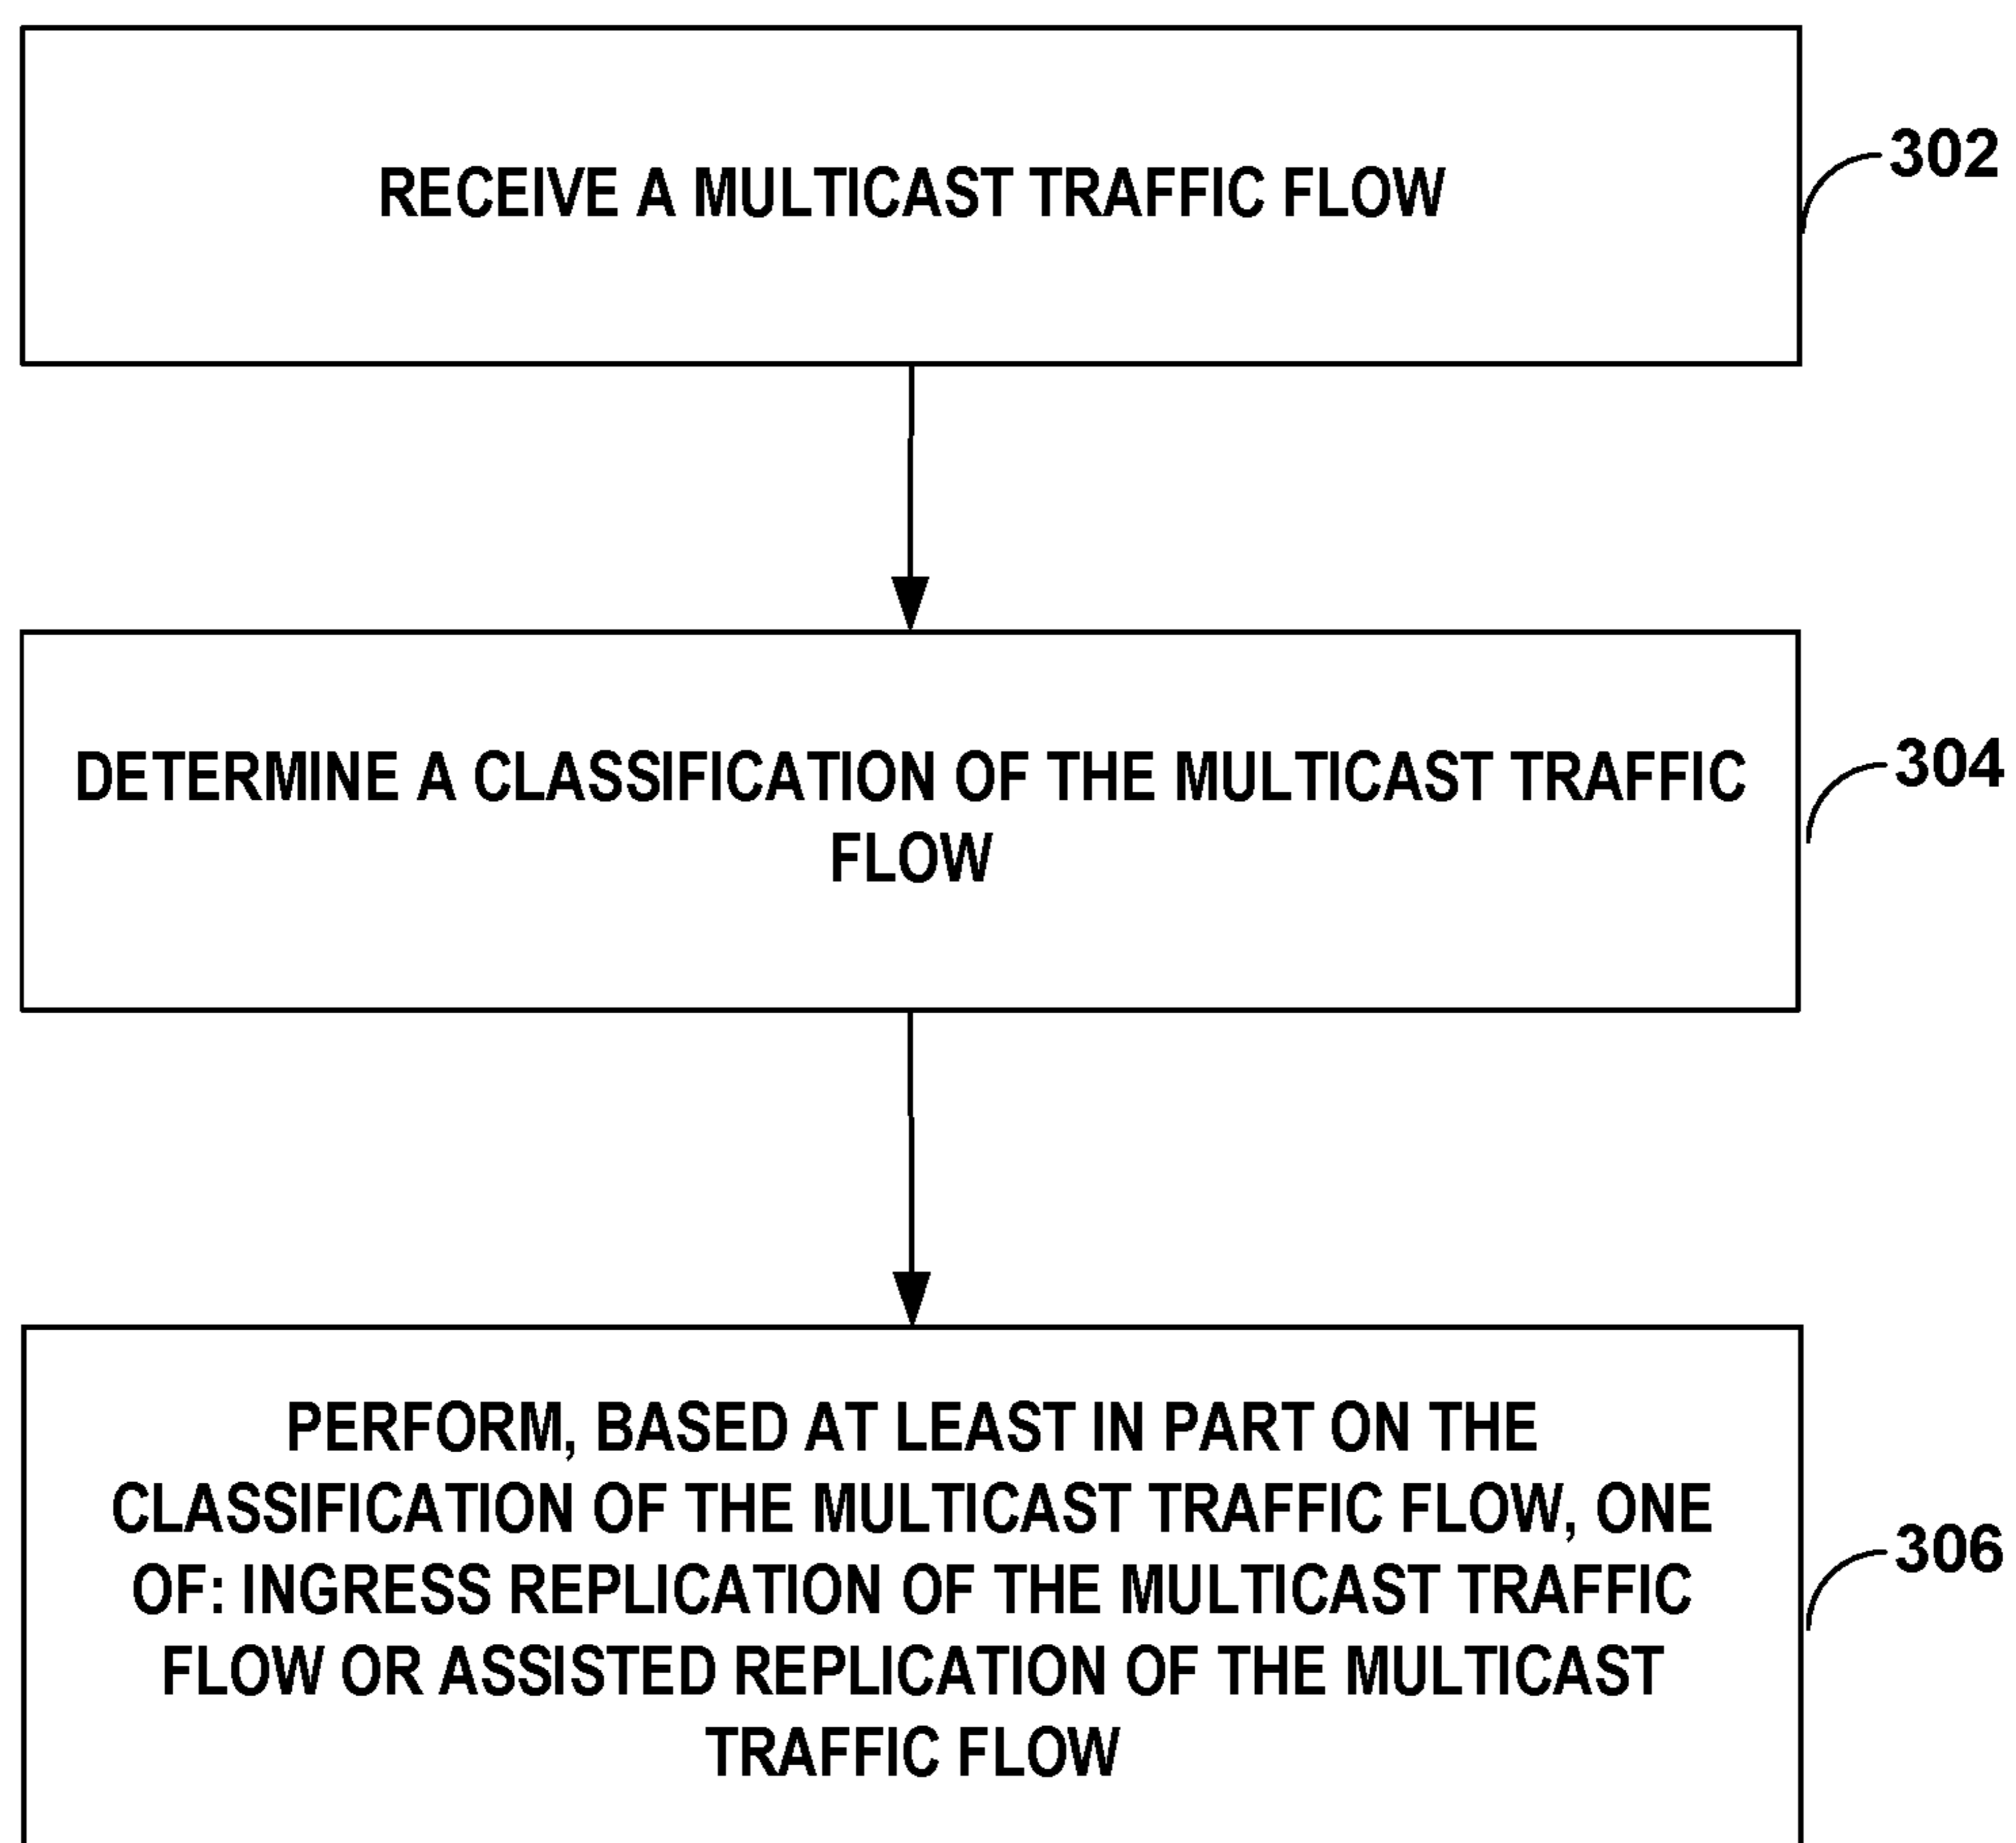 RECEIVE A MULTICAST TRAFFIC FLOW
302
DETERMINE A CLASSIFICATION OF THE MULTICAST TRAFFIC
FLOW
304
PERFORM, BASED AT LEAST IN PART ON THE
CLASSIFICATION OF THE MULTICAST TRAFFIC FLOW, ONE
OF: INGRESS REPLICATION OF THE MULTICAST TRAFFIC
FLOW OR ASSISTED REPLICATION OF THE MULTICAST
TRAFFIC FLOW
306